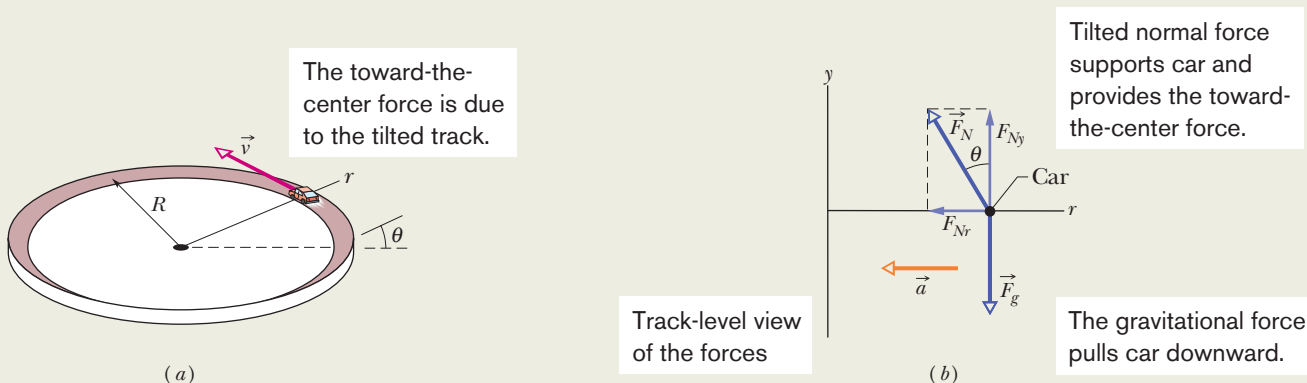 The toward-the-
center force is due
to the tilted track.
v
r
R
θ
(a)
Tilted normal force
supports car and
provides the toward-
the-center force.
y
F_N
F_Ny
θ
Car
r
F_Nr
a
F_g
Track-level view
of the forces
The gravitational force
pulls car downward.
(b)